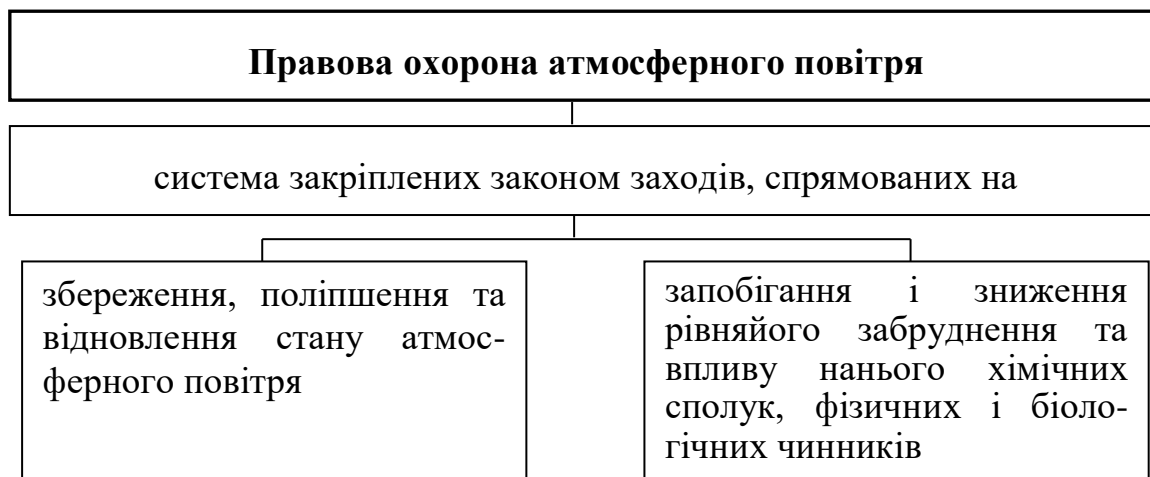 Правова охорона атмосферного повітря
система закріплених законом заходів, спрямованих на
збереження, поліпшення та
відновлення стану атмос-
ферного повітря
запобігання і зниження
рівняйого забруднення та
впливу нанього хімічних
сполук, фізичних і біоло-
гічних чинників